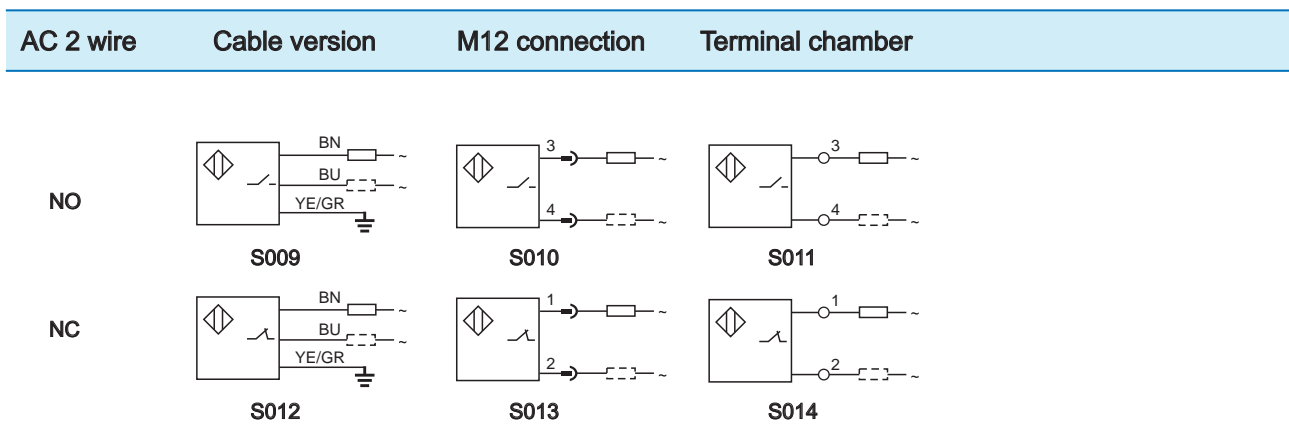 AC 2 wire Cable version M12 connection Terminal chamber
NO
BN ~
BU ~
YE/GR
S009
3 ~
4 ~
S010
3 ~
4 ~
S011
NC
BN ~
BU ~
YE/GR
S012
1 ~
2 ~
S013
1 ~
2 ~
S014